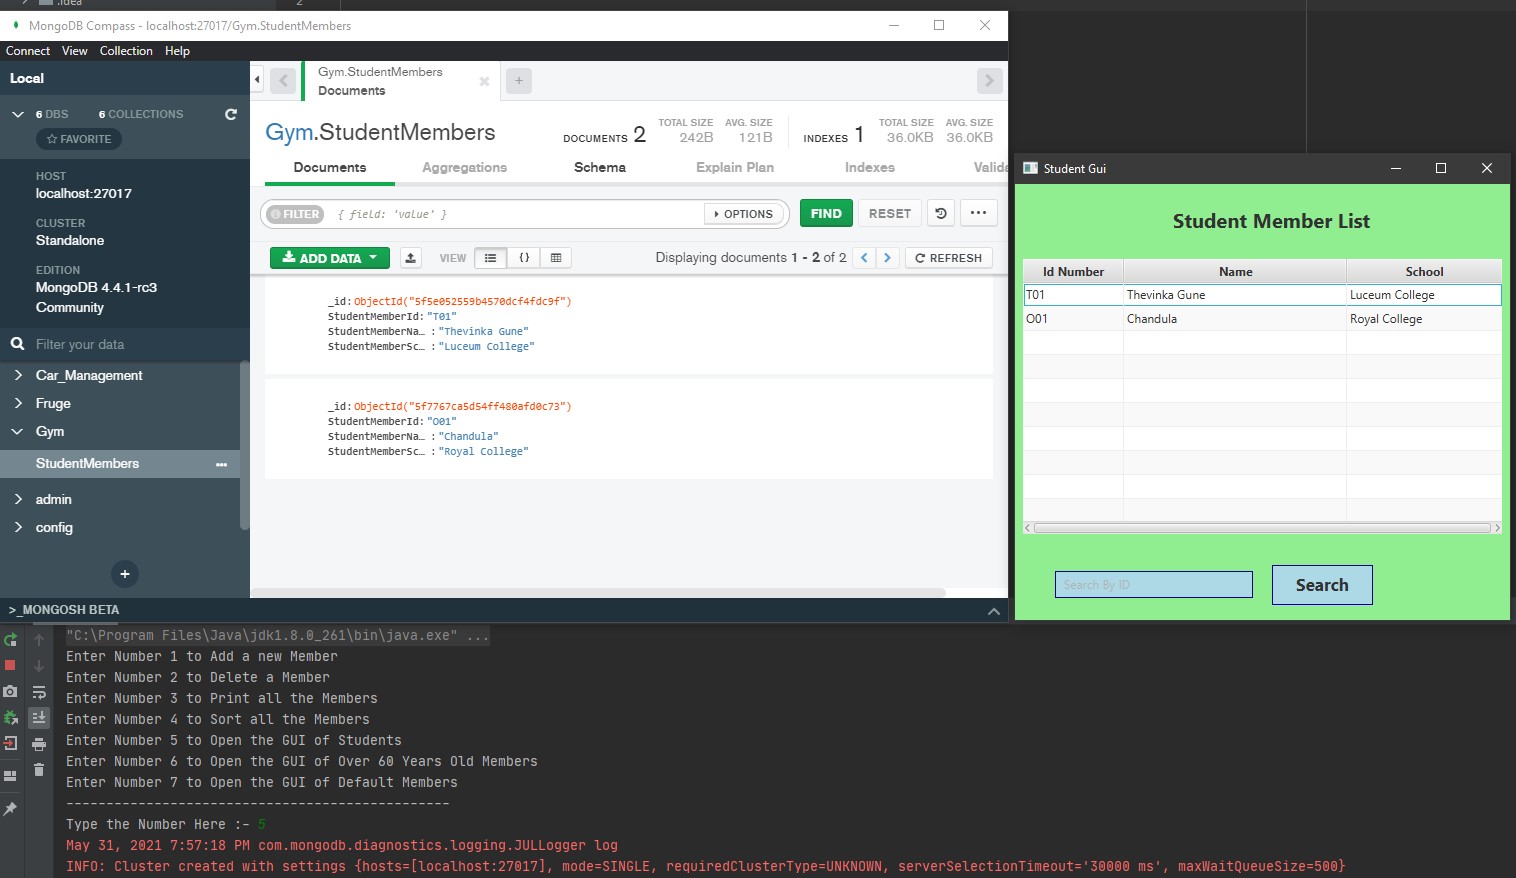 .idea
2
MongoDB Compass - localhost:27017/Gym.StudentMembers
Connect View Collection Help
Local
6 DBS 6 COLLECTIONS
FAVORITE
HOST
localhost:27017
CLUSTER
Standalone
EDITION
MongoDB 4.4.1-rc3
Community
Filter your data
Car_Management
Fruge
Gym
StudentMembers
admin
config
Gym.StudentMembers
Documents
Gym.StudentMembers
DOCUMENTS 2 TOTAL SIZE 242B AVG. SIZE 121B INDEXES 1 TOTAL SIZE 36.0KB AVG. SIZE 36.0KB
Documents Aggregations Schema Explain Plan Indexes Valida
FILTER { field: 'value' } OPTIONS FIND RESET
ADD DATA VIEW {} Displaying documents 1 - 2 of 2 REFRESH
_id: ObjectId("5f5e052559b4570dcf4fdc9f")
StudentMemberId: "T01"
StudentMemberNa… : "Thevinka Gune"
StudentMemberSc… : "Luceum College"
_id: ObjectId("5f7767ca5d54ff480afd0c73")
StudentMemberId: "O01"
StudentMemberNa… : "Chandula"
StudentMemberSc… : "Royal College"
>_MONGOSH BETA
Student Gui
Student Member List
Id Number Name School
T01 Thevinka Gune Luceum College
O01 Chandula Royal College
Search By ID Search
"C:\Program Files\Java\jdk1.8.0_261\bin\java.exe" ...
Enter Number 1 to Add a new Member
Enter Number 2 to Delete a Member
Enter Number 3 to Print all the Members
Enter Number 4 to Sort all the Members
Enter Number 5 to Open the GUI of Students
Enter Number 6 to Open the GUI of Over 60 Years Old Members
Enter Number 7 to Open the GUI of Default Members
------------------------------------------------
Type the Number Here :- 5
May 31, 2021 7:57:18 PM com.mongodb.diagnostics.logging.JULLogger log
INFO: Cluster created with settings {hosts=[localhost:27017], mode=SINGLE, requiredClusterType=UNKNOWN, serverSelectionTimeout='30000 ms', maxWaitQueueSize=500}